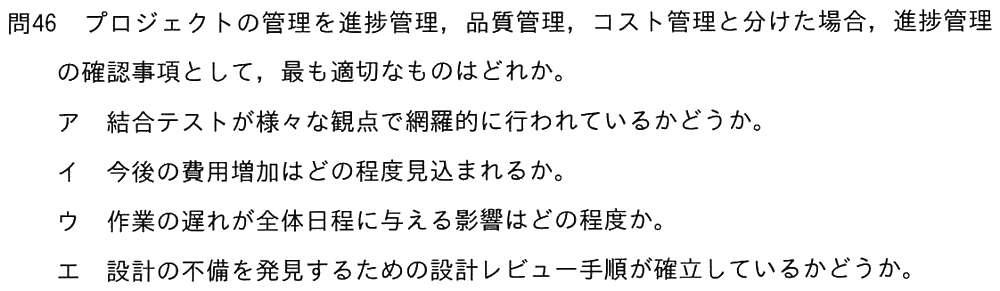 問46 プロジェクトの管理を進捗管理，品質管理，コスト管理と分けた場合，進捗管理
の確認事項として，最も適切なものはどれか。
ア 結合テストが様々な観点で網羅的に行われているかどうか。
イ 今後の費用増加はどの程度見込まれるか。
ウ 作業の遅れが全体日程に与える影響はどの程度か。
エ 設計の不備を発見するための設計レビュー手順が確立しているかどうか。